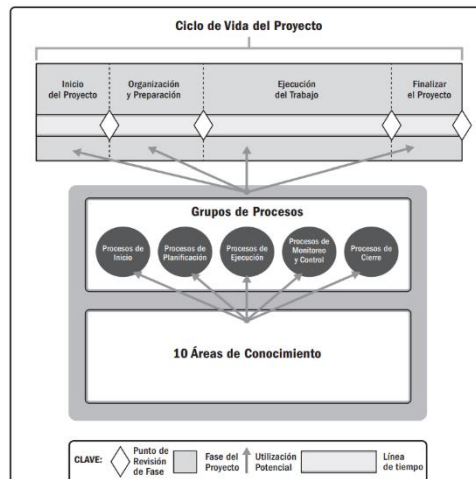 Ciclo de Vida del Proyecto
Inicio
del Proyecto
Organización
y Preparación
Ejecución
del Trabajo
Finalizar
el Proyecto
Grupos de Procesos
Procesos de
Inicio
Procesos de
Planificación
Procesos de
Ejecución
Procesos de
Monitoreo
y Control
Procesos de
Cierre
10 Áreas de Conocimiento
CLAVE:
Punto de
Revisión
de Fase
Fase del
Proyecto
Utilización
Potencial
Línea
de tiempo